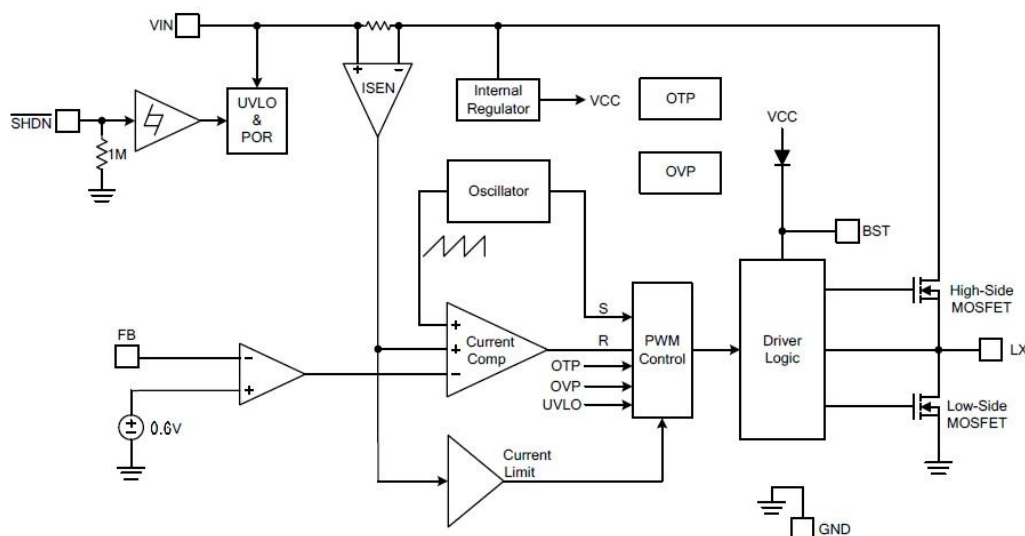 VIN
+ -
ISEN
UVLO
&
POR
Internal
Regulator
VCC
OTP
SHDN
1M
VCC
OVP
Oscillator
BST
S
High-Side
MOSFET
FB
+
Current
Comp
+
-
R
PWM
Control
Driver
Logic
LX
-
+
OTP
OVP
UVLO
Low-Side
MOSFET
0.6V
Current
Limit
GND